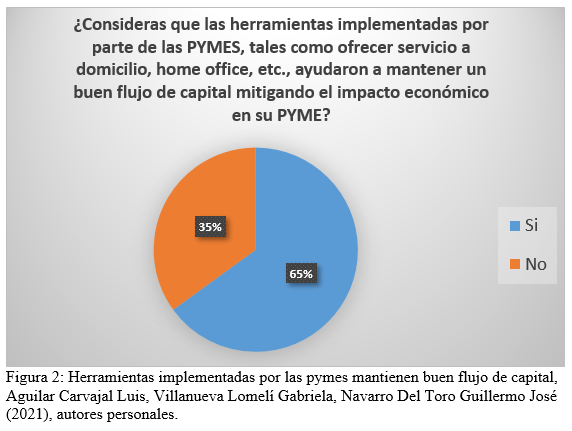 ¿Consideras que las herramientas implementadas por
parte de las PYMES, tales como ofrecer servicio a
domicilio, home office, etc., ayudaron a mantener un
buen flujo de capital mitigando el impacto económico
en su PYME?
35%
65%
Si
No
Figura 2: Herramientas implementadas por las pymes mantienen buen flujo de capital,
Aguilar Carvajal Luis, Villanueva Lomelí Gabriela, Navarro Del Toro Guillermo José
(2021), autores personales.